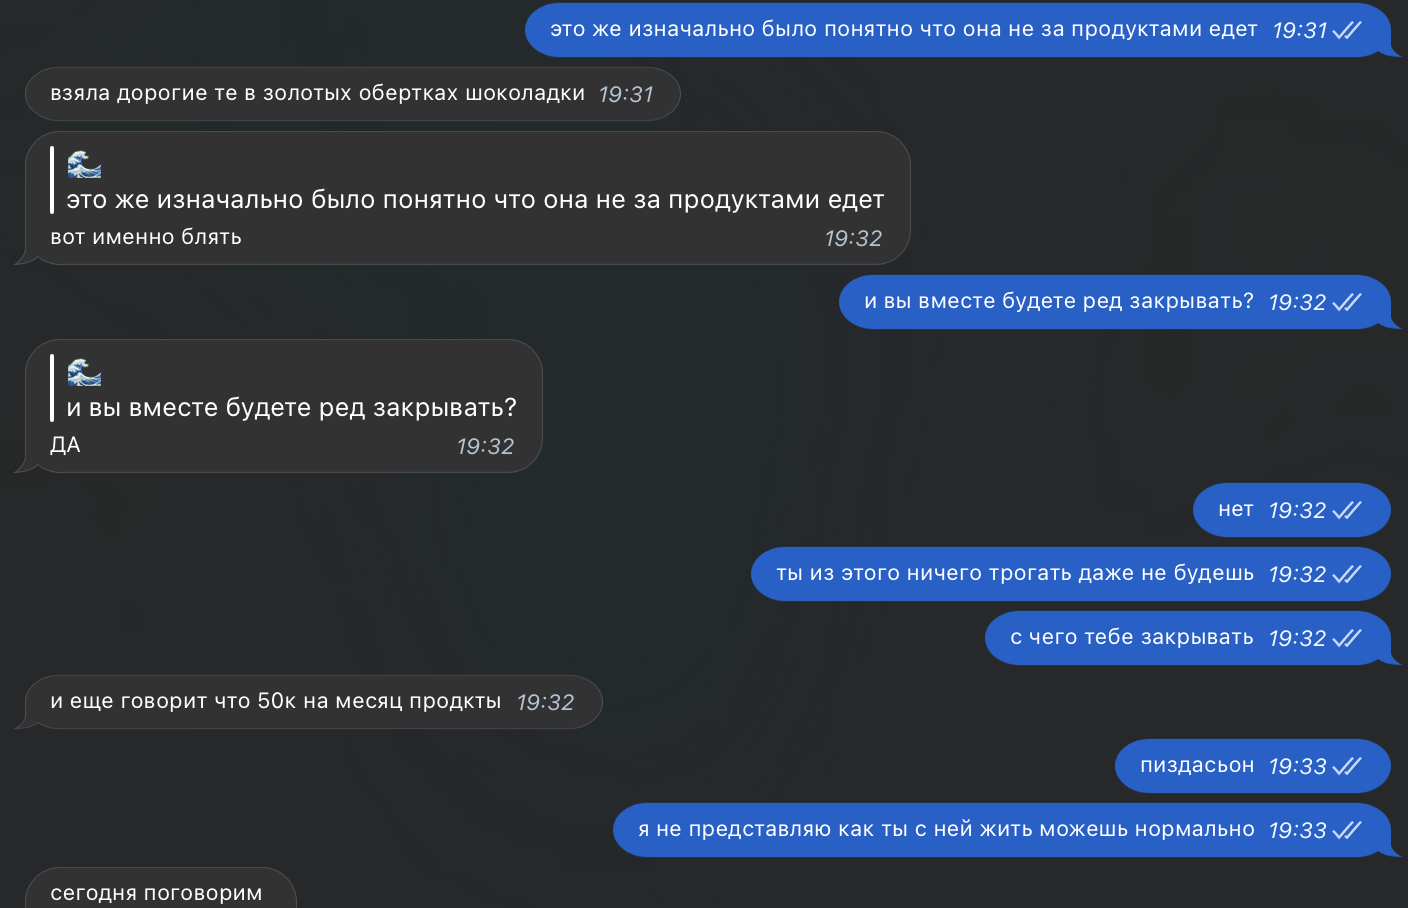 это же изначально было понятно что она не за продуктами едет 19:31
взяла дорогие те в золотых обертках шоколадки 19:31
🌊
это же изначально было понятно что она не за продуктами едет
вот именно блять 19:32
и вы вместе будете ред закрывать? 19:32
🌊
и вы вместе будете ред закрывать?
ДА 19:32
нет 19:32
ты из этого ничего трогать даже не будешь 19:32
с чего тебе закрывать 19:32
и еще говорит что 50к на месяц продкты 19:32
пиздасьон 19:33
я не представляю как ты с ней жить можешь нормально 19:33
сегодня поговорим